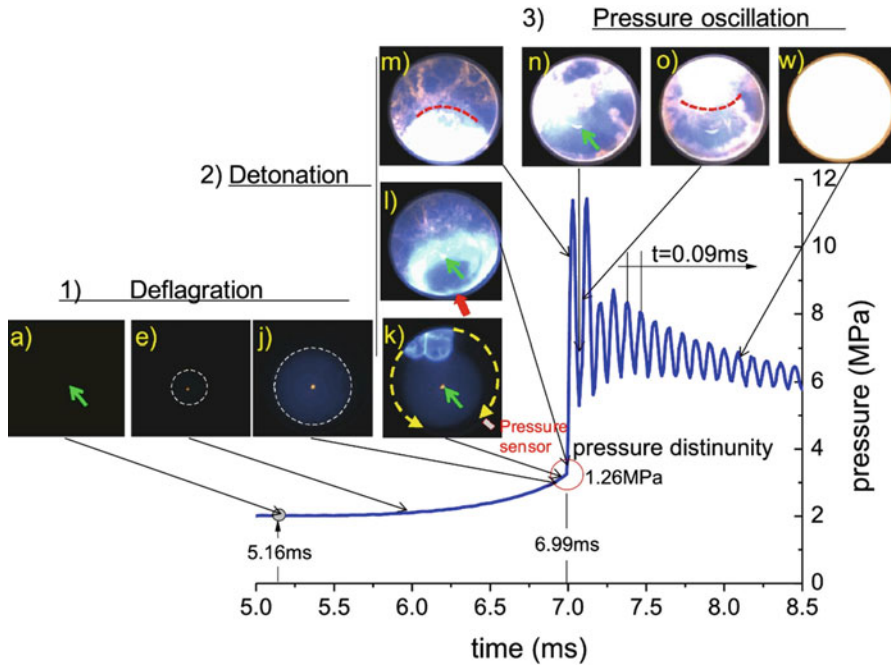 3) Pressure oscillation
m)
n)
o)
w)
2) Detonation
l)
1) Deflagration
a)
e)
j)
k)
Pressure
sensor
t=0.09ms
pressure distinunity
1.26MPa
5.16ms
6.99ms
12
10
8
6
4
2
0
pressure (MPa)
5.0 5.5 6.0 6.5 7.0 7.5 8.0 8.5
time (ms)